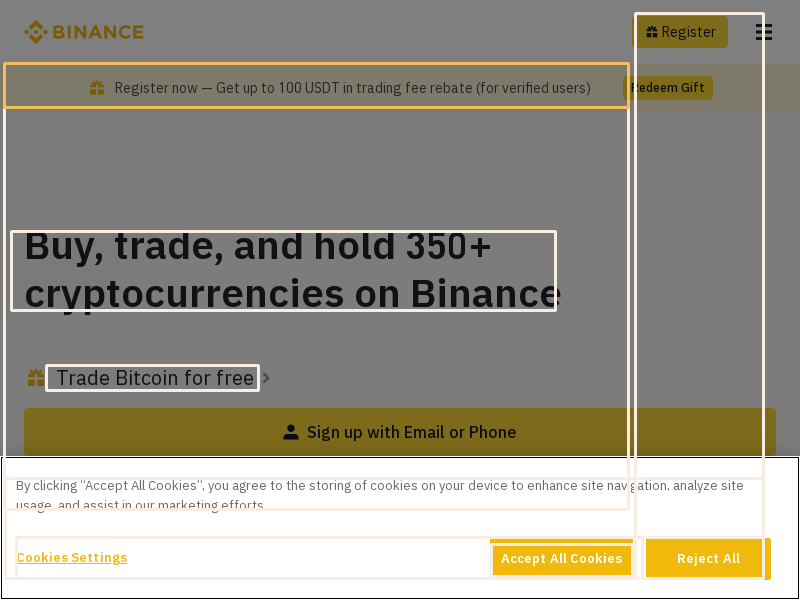 BINANCE
Register
Register now — Get up to 100 USDT in trading fee rebate (for verified users)
Redeem Gift
Buy, trade, and hold 350+
cryptocurrencies on Binance
Trade Bitcoin for free
Sign up with Email or Phone
By clicking “Accept All Cookies”, you agree to the storing of cookies on your device to enhance site navigation, analyze site
usage, and assist in our marketing efforts.
Cookies Settings
Accept All Cookies
Reject All